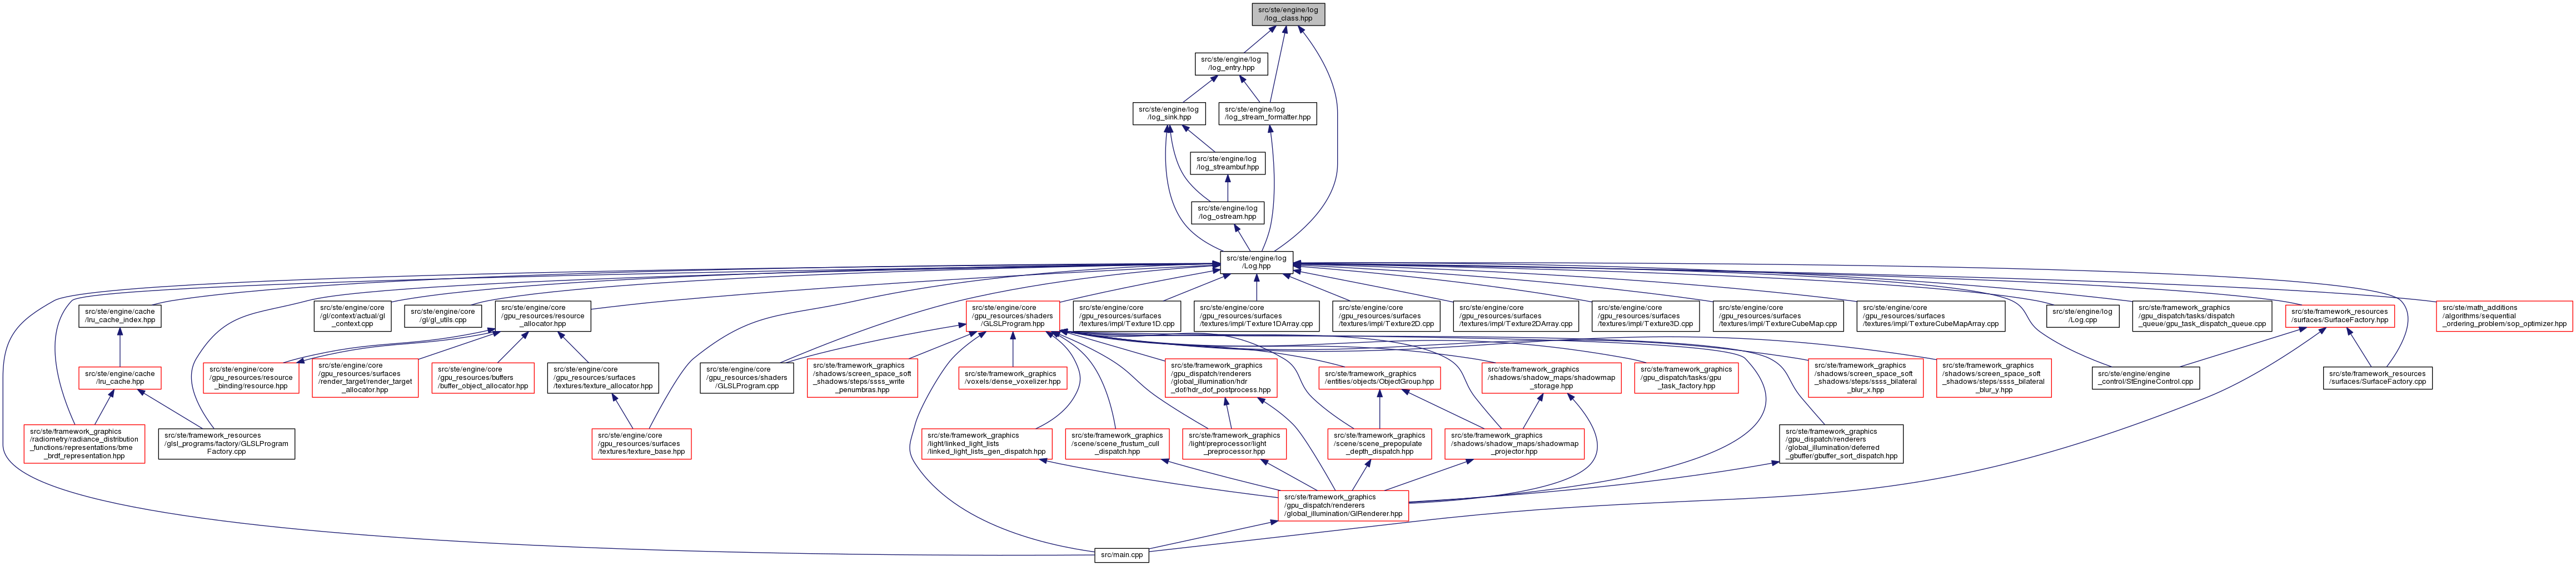 src/ste/engine/log
/log_class.hpp
src/ste/engine/log
/log_entry.hpp
src/ste/engine/log
/log_sink.hpp
src/ste/engine/log
/log_stream_formatter.hpp
src/ste/engine/log
/log_streambuf.hpp
src/ste/engine/log
/log_ostream.hpp
src/ste/engine/log
/Log.hpp
src/ste/engine/cache
/lru_cache_index.hpp
src/ste/engine/core
/gl/context/actual/gl
_context.cpp
src/ste/engine/core
/gl/gl_utils.cpp
src/ste/engine/core
/gpu_resources/resource
_allocator.hpp
src/ste/engine/core
/gpu_resources/shaders
/GLSLProgram.hpp
src/ste/engine/core
/gpu_resources/surfaces
/textures/impl/Texture1D.cpp
src/ste/engine/core
/gpu_resources/surfaces
/textures/impl/Texture1DArray.cpp
src/ste/engine/core
/gpu_resources/surfaces
/textures/impl/Texture2D.cpp
src/ste/engine/core
/gpu_resources/surfaces
/textures/impl/Texture2DArray.cpp
src/ste/engine/core
/gpu_resources/surfaces
/textures/impl/Texture3D.cpp
src/ste/engine/core
/gpu_resources/surfaces
/textures/impl/TextureCubeMap.cpp
src/ste/engine/core
/gpu_resources/surfaces
/textures/impl/TextureCubeMapArray.cpp
src/ste/engine/log
/Log.cpp
src/ste/framework_graphics
/gpu_dispatch/tasks/dispatch
_queue/gpu_task_dispatch_queue.cpp
src/ste/framework_resources
/surfaces/SurfaceFactory.hpp
src/ste/math_additions
/algorithms/sequential
_ordering_problem/sop_optimizer.hpp
src/ste/engine/cache
/lru_cache.hpp
src/ste/engine/core
/gpu_resources/resource
_binding/resource.hpp
src/ste/engine/core
/gpu_resources/surfaces
/render_target/render_target
_allocator.hpp
src/ste/engine/core
/gpu_resources/buffers
/buffer_object_allocator.hpp
src/ste/engine/core
/gpu_resources/surfaces
/texture/texture_allocator.hpp
src/ste/engine/core
/gpu_resources/shaders
/GLSLProgram.cpp
src/ste/framework_graphics
/shadows/screen_space_soft
_shadows/steps/ssss_write
_penumbras.hpp
src/ste/framework_graphics
/voxels/dense_voxelizer.hpp
src/ste/framework_graphics
/gpu_dispatch/renderers
/global_illumination/hdr
_dof/hdr_dof_postprocess.hpp
src/ste/framework_graphics
/entities/objects/ObjectGroup.hpp
src/ste/framework_graphics
/shadows/shadow_maps/shadowmap
_storage.hpp
src/ste/framework_graphics
/gpu_dispatch/tasks/gpu
_task_factory.hpp
src/ste/framework_graphics
/shadows/screen_space_soft
_shadows/steps/ssss_bilateral
_blur_x.hpp
src/ste/framework_graphics
/shadows/screen_space_soft
_shadows/steps/ssss_bilateral
_blur_y.hpp
src/ste/engine/engine
_control/StEngineControl.cpp
src/ste/framework_resources
/surfaces/SurfaceFactory.cpp
src/ste/framework_graphics
/radiometry/radiance_distribution
_functions/representations/bme
_brdf_representation.hpp
src/ste/framework_resources
/glsl_programs/factory/GLSLProgram
Factory.cpp
src/ste/engine/core
/gpu_resources/surfaces
/textures/texture_base.hpp
src/ste/framework_graphics
/light/linked_light_lists
/linked_light_lists_gen_dispatch.hpp
src/ste/framework_graphics
/scene/scene_frustum_cull
_dispatch.hpp
src/ste/framework_graphics
/light/preprocessor/light
_preprocessor.hpp
src/ste/framework_graphics
/scene/scene_prepopulate
_depth_dispatch.hpp
src/ste/framework_graphics
/shadows/shadow_maps/shadowmap
_projector.hpp
src/ste/framework_graphics
/gpu_dispatch/renderers
/global_illumination/deferred
_gbuffer/gbuffer_sort_dispatch.hpp
src/ste/framework_graphics
/gpu_dispatch/renderers
/global_illumination/GIRenderer.hpp
src/main.cpp